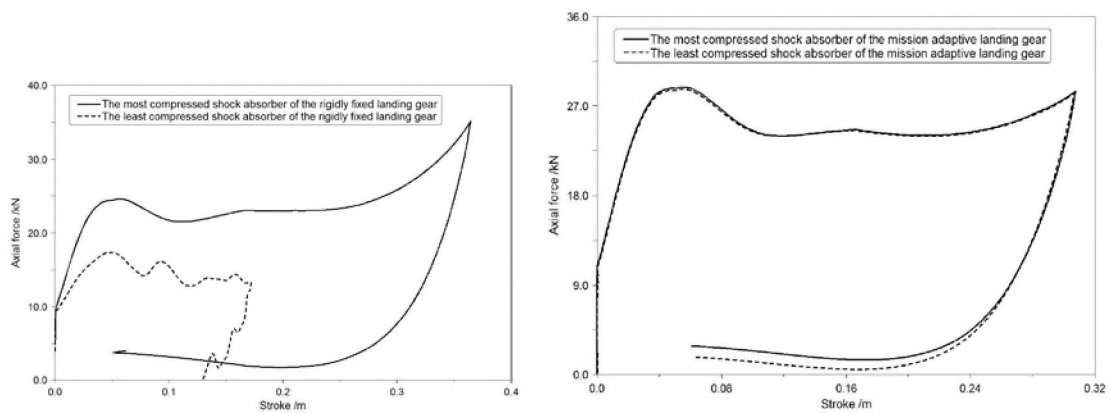 40.0
30.0
20.0
10.0
0.0
Axial force /kN
The most compressed shock absorber of the rigidly fixed landing gear
The least compressed shock absorber of the rigidly fixed landing gear
0.0 0.1 0.2 0.3 0.4
Stroke /m
36.0
27.0
18.0
9.0
0.0
Axial force /kN
The most compressed shock absorber of the mission adaptive landing gear
The least compressed shock absorber of the mission adaptive landing gear
0.0 0.08 0.16 0.24 0.32
Stroke /m